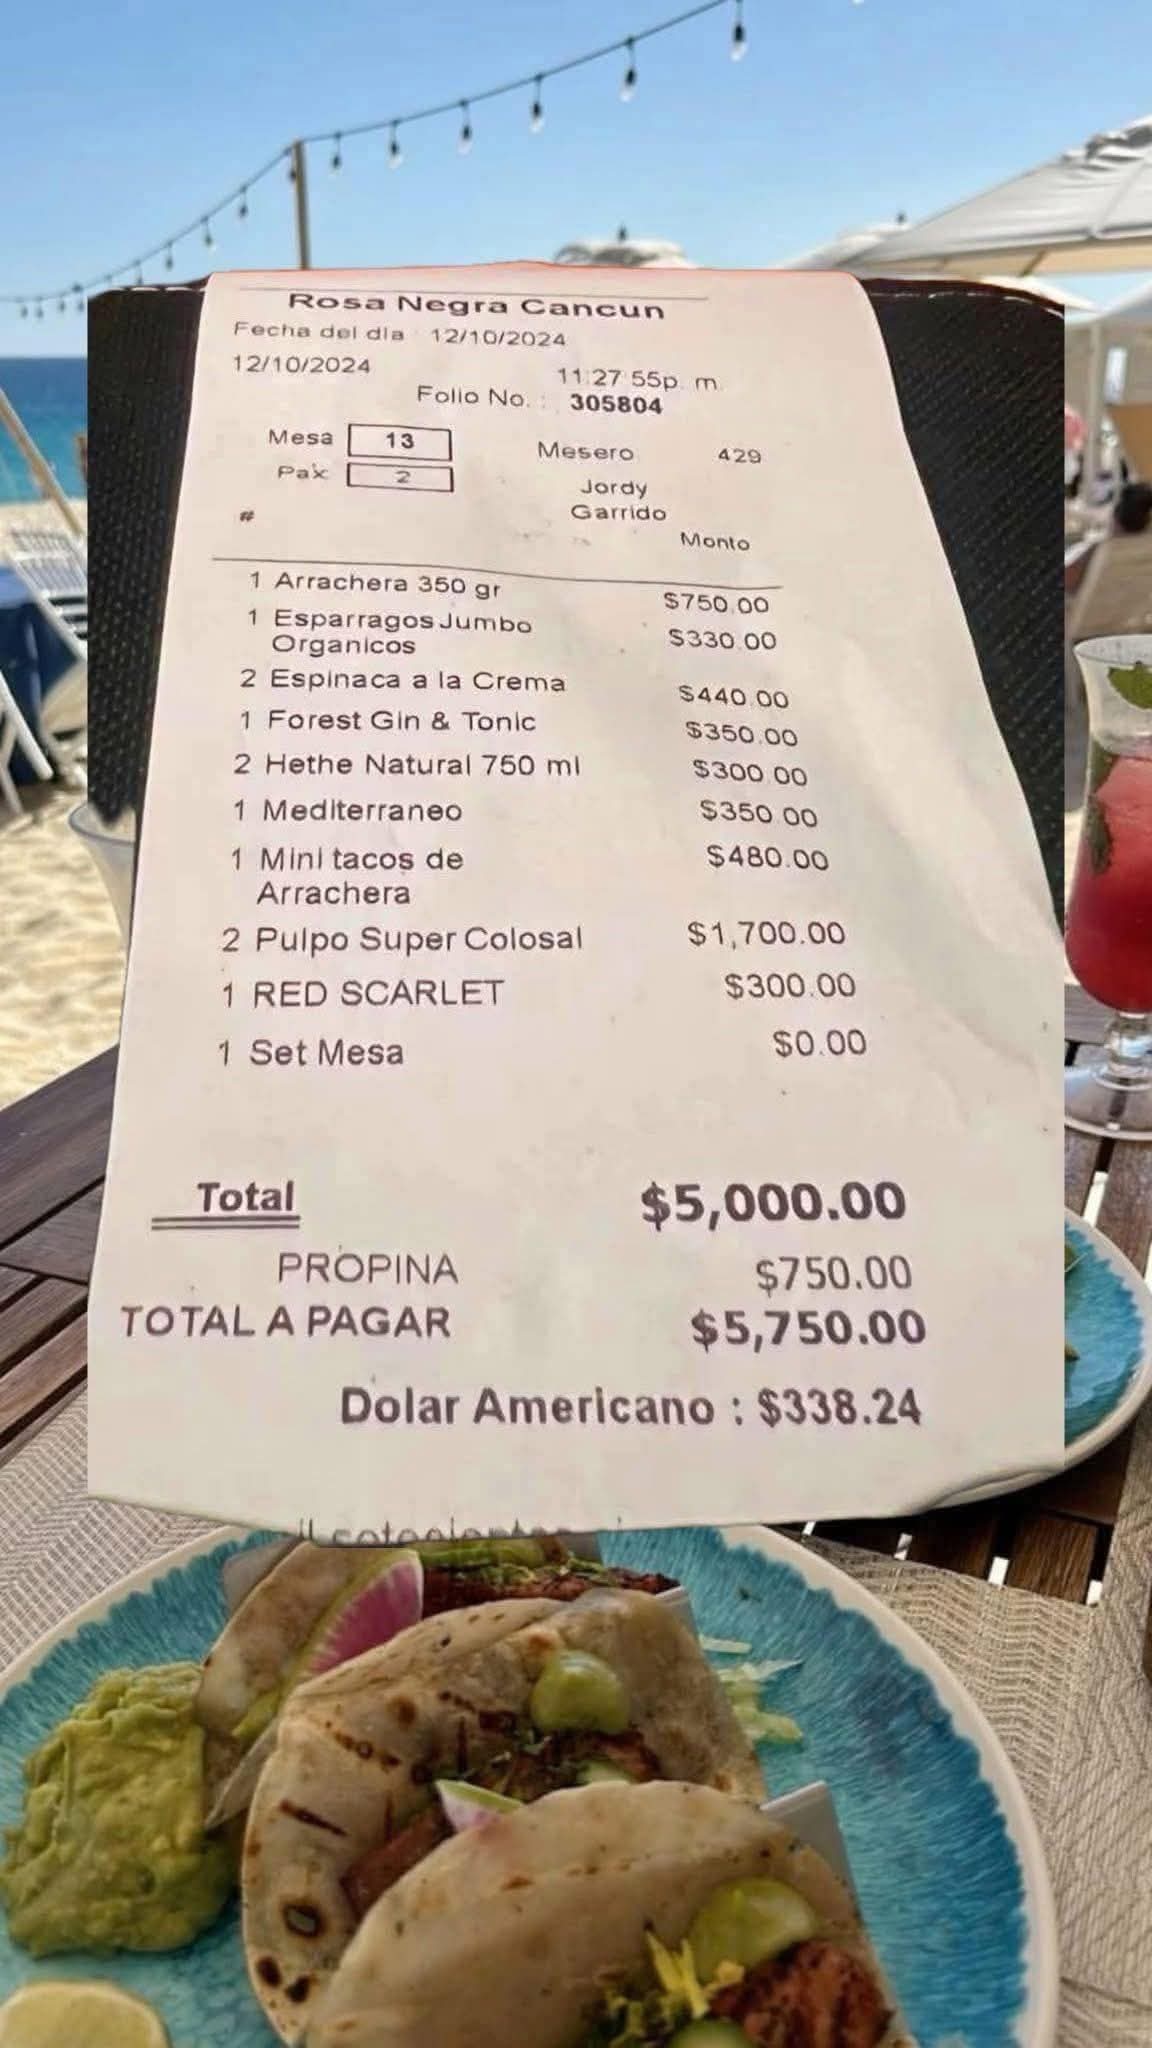 Rosa Negra Cancun
Fecha del dia : 12/10/2024
12/10/2024 11:27:55p. m.
Folio No. : 305804
Mesa 13 Mesero 429
Pax 2 Jordy
Garrido
# Monto
1 Arrachera 350 gr $750.00
1 Esparragos Jumbo $330.00
Organicos
2 Espinaca a la Crema $440.00
1 Forest Gin & Tonic $350.00
2 Hethe Natural 750 ml $300.00
1 Mediterraneo $350.00
1 Mini tacos de $480.00
Arrachera
2 Pulpo Super Colosal $1,700.00
1 RED SCARLET $300.00
1 Set Mesa $0.00
Total $5,000.00
PROPINA $750.00
TOTAL A PAGAR $5,750.00
Dolar Americano : $338.24